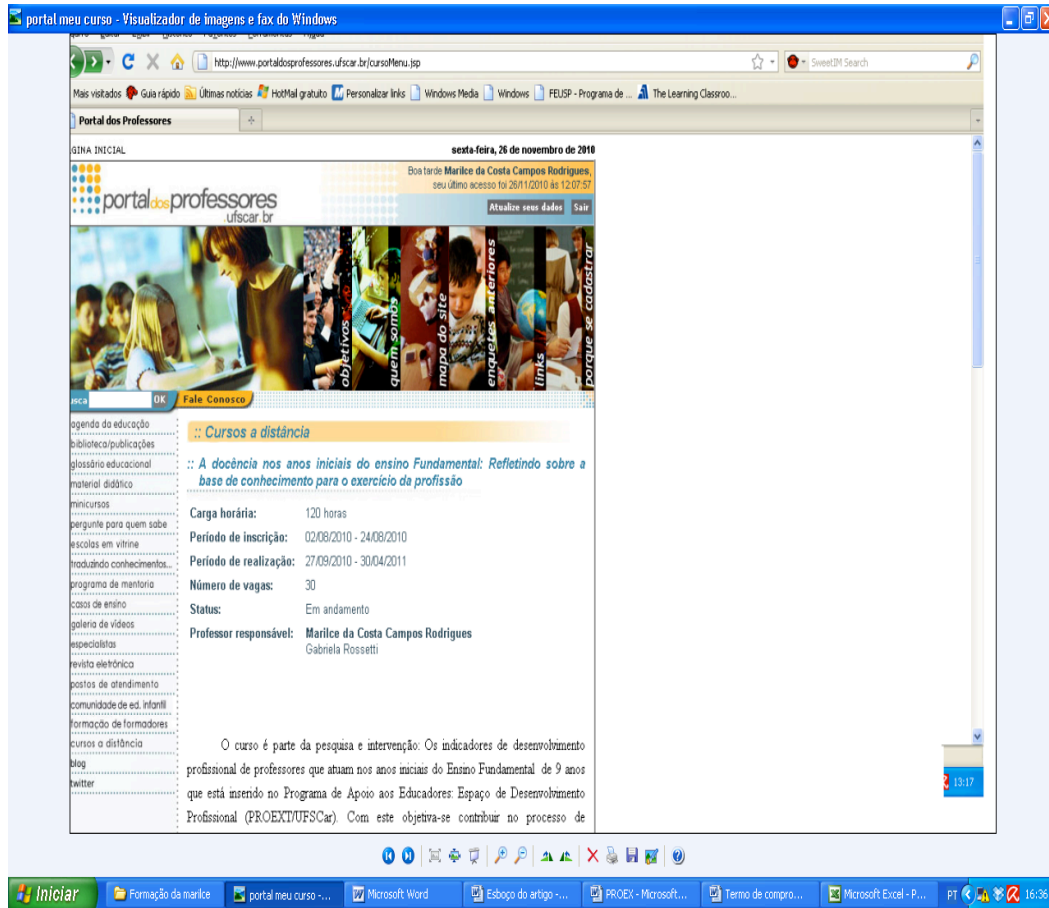 portal meu curso - Visualizador de imagens e fax do Windows
http://www.portaldosprofessores.ufscar.br/cursoMenu.jsp
SweetIM Search
Mais visitados Guia rápido Últimas notícias HotMail gratuito Personalizar links Windows Media Windows FEUSP - Programa de ... The Learning Classroo...
Portal dos Professores
GINA INICIAL
sexta-feira, 26 de novembro de 2010
Boa tarde Marilce da Costa Campos Rodrigues,
seu último acesso foi 26/11/2010 às 12:07:57
Atualize seus dados Sair
portaldosprofessores
.ufscar.br
objetivos
quem somos
mapa do site
enquetes anteriores
links
porque se cadastrar
usca OK Fale Conosco
agenda da educação
biblioteca/publicações
glossário educacional
material didático
minicursos
pergunte para quem sabe
escolas em vitrine
traduzindo conhecimentos...
programa de mentoria
casos de ensino
galeria de vídeos
especialistas
revista eletrônica
postos de atendimento
comunidade de ed. infantil
formação de formadores
cursos a distância
blog
twitter
:: Cursos a distância
:: A docência nos anos iniciais do ensino Fundamental: Refletindo sobre a
base de conhecimento para o exercício da profissão
Carga horária: 120 horas
Período de inscrição: 02/08/2010 - 24/08/2010
Período de realização: 27/09/2010 - 30/04/2011
Número de vagas: 30
Status: Em andamento
Professor responsável: Marilce da Costa Campos Rodrigues
Gabriela Rossetti
O curso é parte da pesquisa e intervenção: Os indicadores de desenvolvimento
profissional de professores que atuam nos anos iniciais do Ensino Fundamental de 9 anos
que está inserido no Programa de Apoio aos Educadores: Espaço de Desenvolvimento
Profissional (PROEXT/UFSCar). Com este objetiva-se contribuir no processo de
13:17
Iniciar
Formação da marilce
portal meu curso -...
Microsoft Word
Esboço do artigo -...
PROEX - Microsoft...
Termo de compro...
Microsoft Excel - P...
PT
16:36